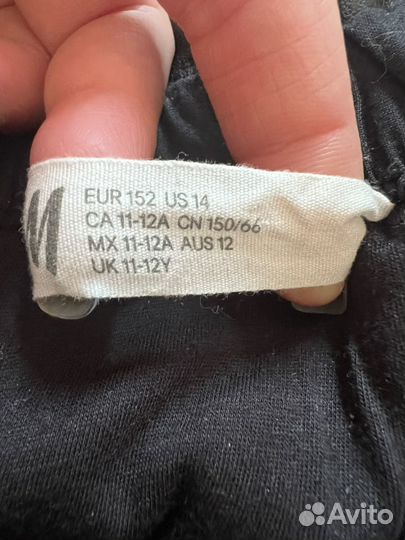 M
EUR 152 US 14
CA 11-12A CN 150/66
MX 11-12A AUS 12
UK 11-12Y
Avito